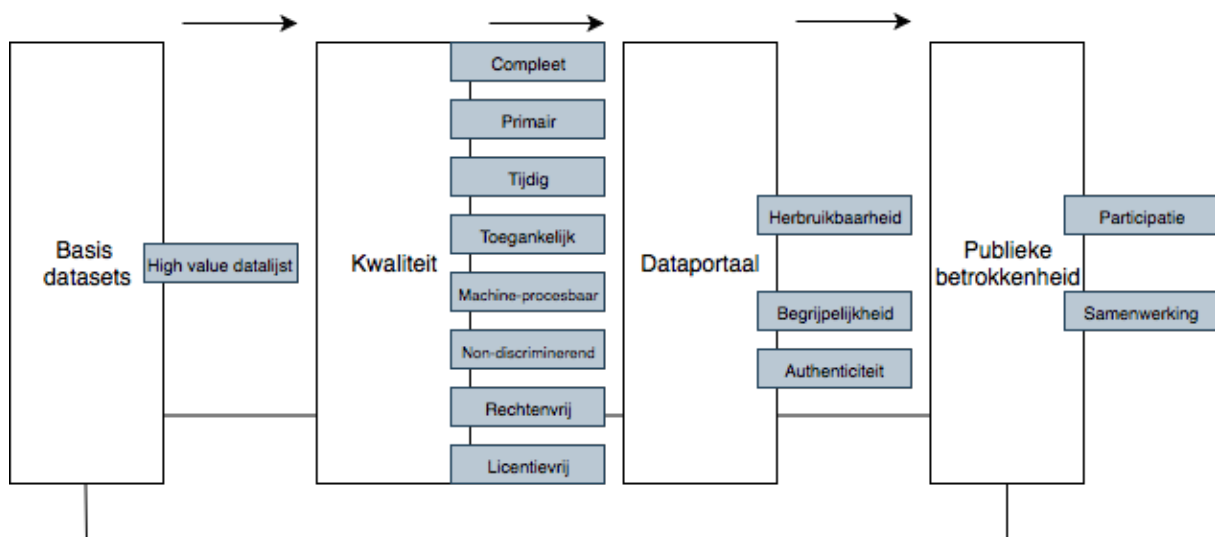 Basis
datasets
High value datalijst
Kwaliteit
Compleet
Primair
Tijdig
Toegankelijk
Machine-procesbaar
Non-discriminerend
Rechtenvrij
Licentievrij
Dataportaal
Herbruikbaarheid
Begrijpelijkheid
Authenticiteit
Publieke
betrokkenheid
Participatie
Samenwerking